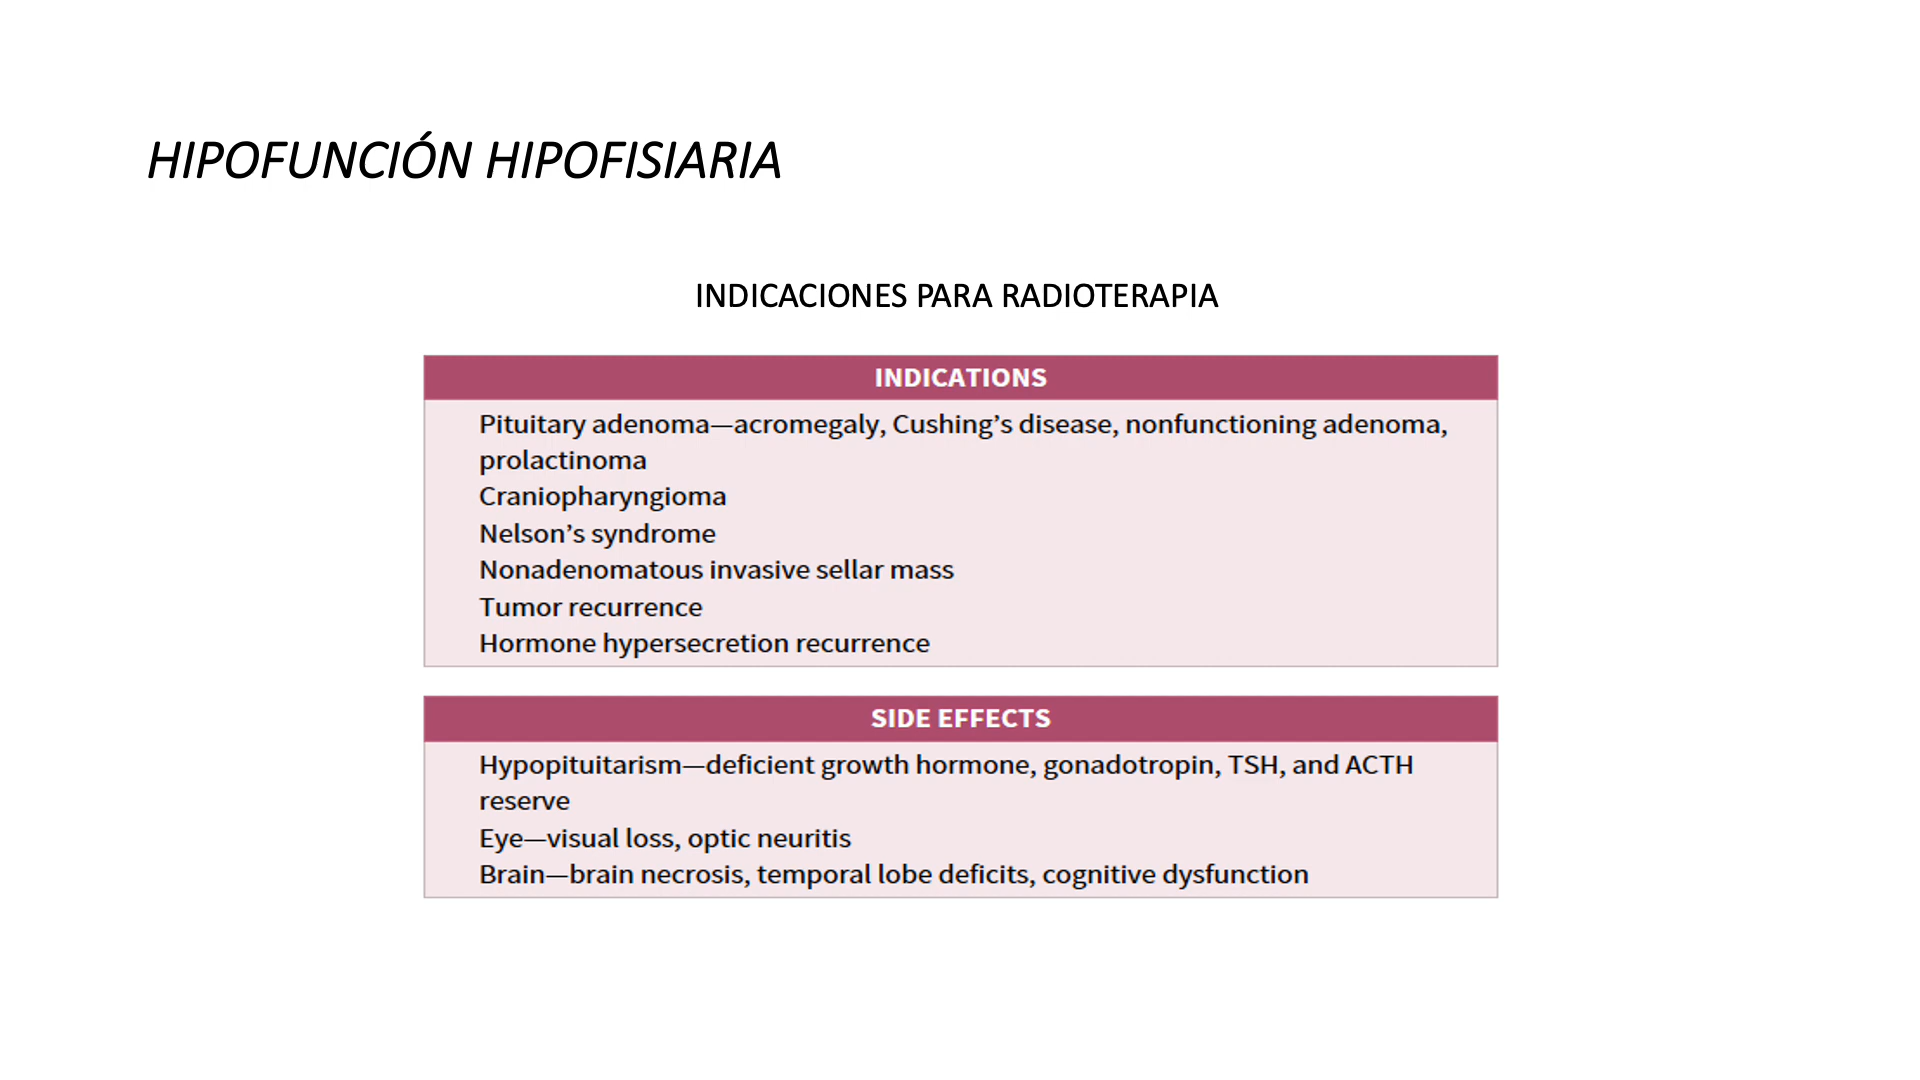 HIPOFUNCIÓN HIPOFISIARIA
INDICACIONES PARA RADIOTERAPIA
INDICATIONS
Pituitary adenoma—acromegaly, Cushing’s disease, nonfunctioning adenoma,
prolactinoma
Craniopharyngioma
Nelson’s syndrome
Nonadenomatous invasive sellar mass
Tumor recurrence
Hormone hypersecretion recurrence
SIDE EFFECTS
Hypopituitarism—deficient growth hormone, gonadotropin, TSH, and ACTH
reserve
Eye—visual loss, optic neuritis
Brain—brain necrosis, temporal lobe deficits, cognitive dysfunction